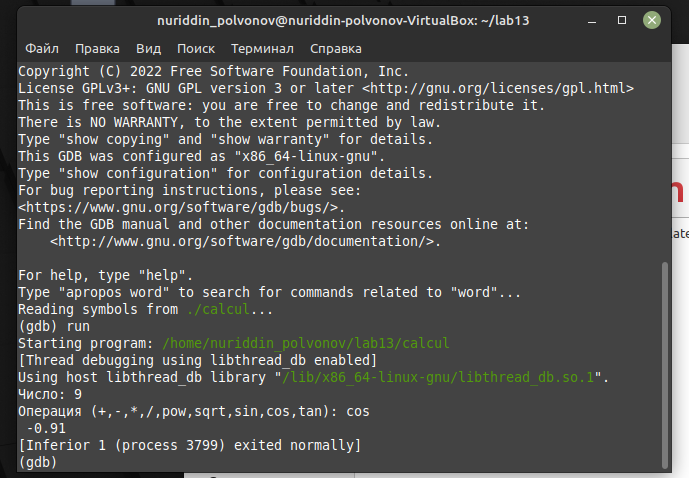 nuriddin_polvonov@nuriddin-polvonov-VirtualBox: ~/lab13
Файл Правка Вид Поиск Терминал Справка
Copyright (C) 2022 Free Software Foundation, Inc.
License GPLv3+: GNU GPL version 3 or later <http://gnu.org/licenses/gpl.html>
This is free software: you are free to change and redistribute it.
There is NO WARRANTY, to the extent permitted by law.
Type "show copying" and "show warranty" for details.
This GDB was configured as "x86_64-linux-gnu".
Type "show configuration" for configuration details.
For bug reporting instructions, please see:
<https://www.gnu.org/software/gdb/bugs/>.
Find the GDB manual and other documentation resources online at:
    <http://www.gnu.org/software/gdb/documentation/>.

For help, type "help".
Type "apropos word" to search for commands related to "word"...
Reading symbols from ./calcul...
(gdb) run
Starting program: /home/nuriddin_polvonov/lab13/calcul
[Thread debugging using libthread_db enabled]
Using host libthread_db library "/lib/x86_64-linux-gnu/libthread_db.so.1".
Число: 9
Операция (+,-,*,/,pow,sqrt,sin,cos,tan): cos
 -0.91
[Inferior 1 (process 3799) exited normally]
(gdb)